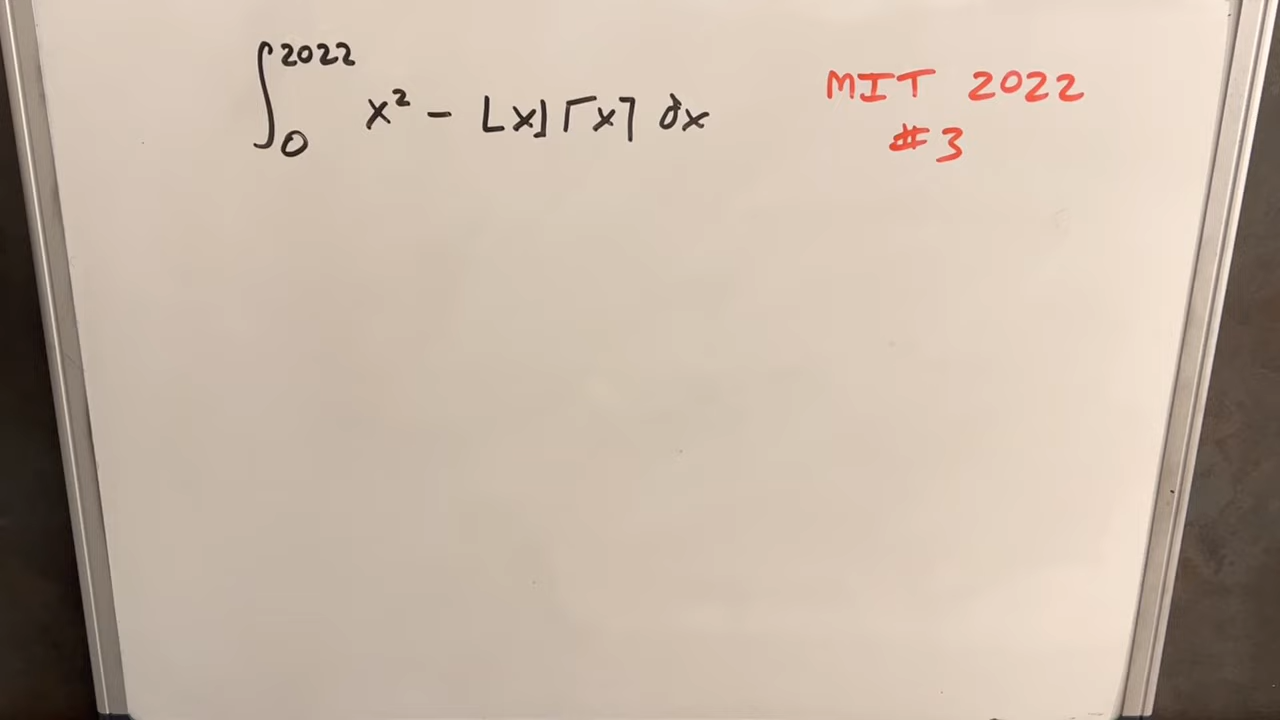 ∫₀²⁰²² x² - ⌊x⌋⌈x⌉ dx
MIT 2022
#3